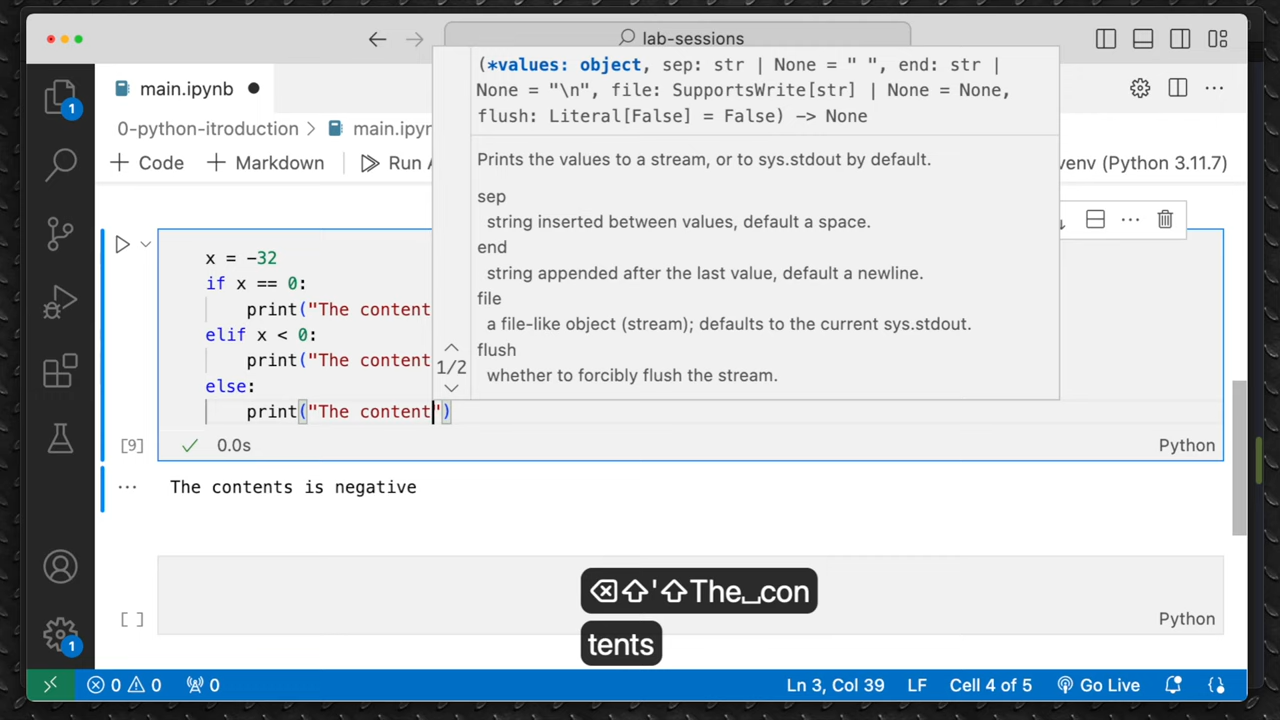 lab-sessions
main.ipynb
1
(*values: object, sep: str | None = " ", end: str |
None = "\n", file: SupportsWrite[str] | None = None,
flush: Literal[False] = False) -> None
0-python-itroduction > main.ipyn
+ Code + Markdown Run A
venv (Python 3.11.7)
Prints the values to a stream, or to sys.stdout by default.
sep
string inserted between values, default a space.
end
string appended after the last value, default a newline.
file
a file-like object (stream); defaults to the current sys.stdout.
flush
whether to forcibly flush the stream.
1/2
x = -32
if x == 0:
print("The content
elif x < 0:
print("The content
else:
print("The content")
[9]
0.0s
Python
The contents is negative
[ ]
Python
⌫⇧'⇧The␣con
tents
1
0 0 0
Ln 3, Col 39 LF Cell 4 of 5 Go Live